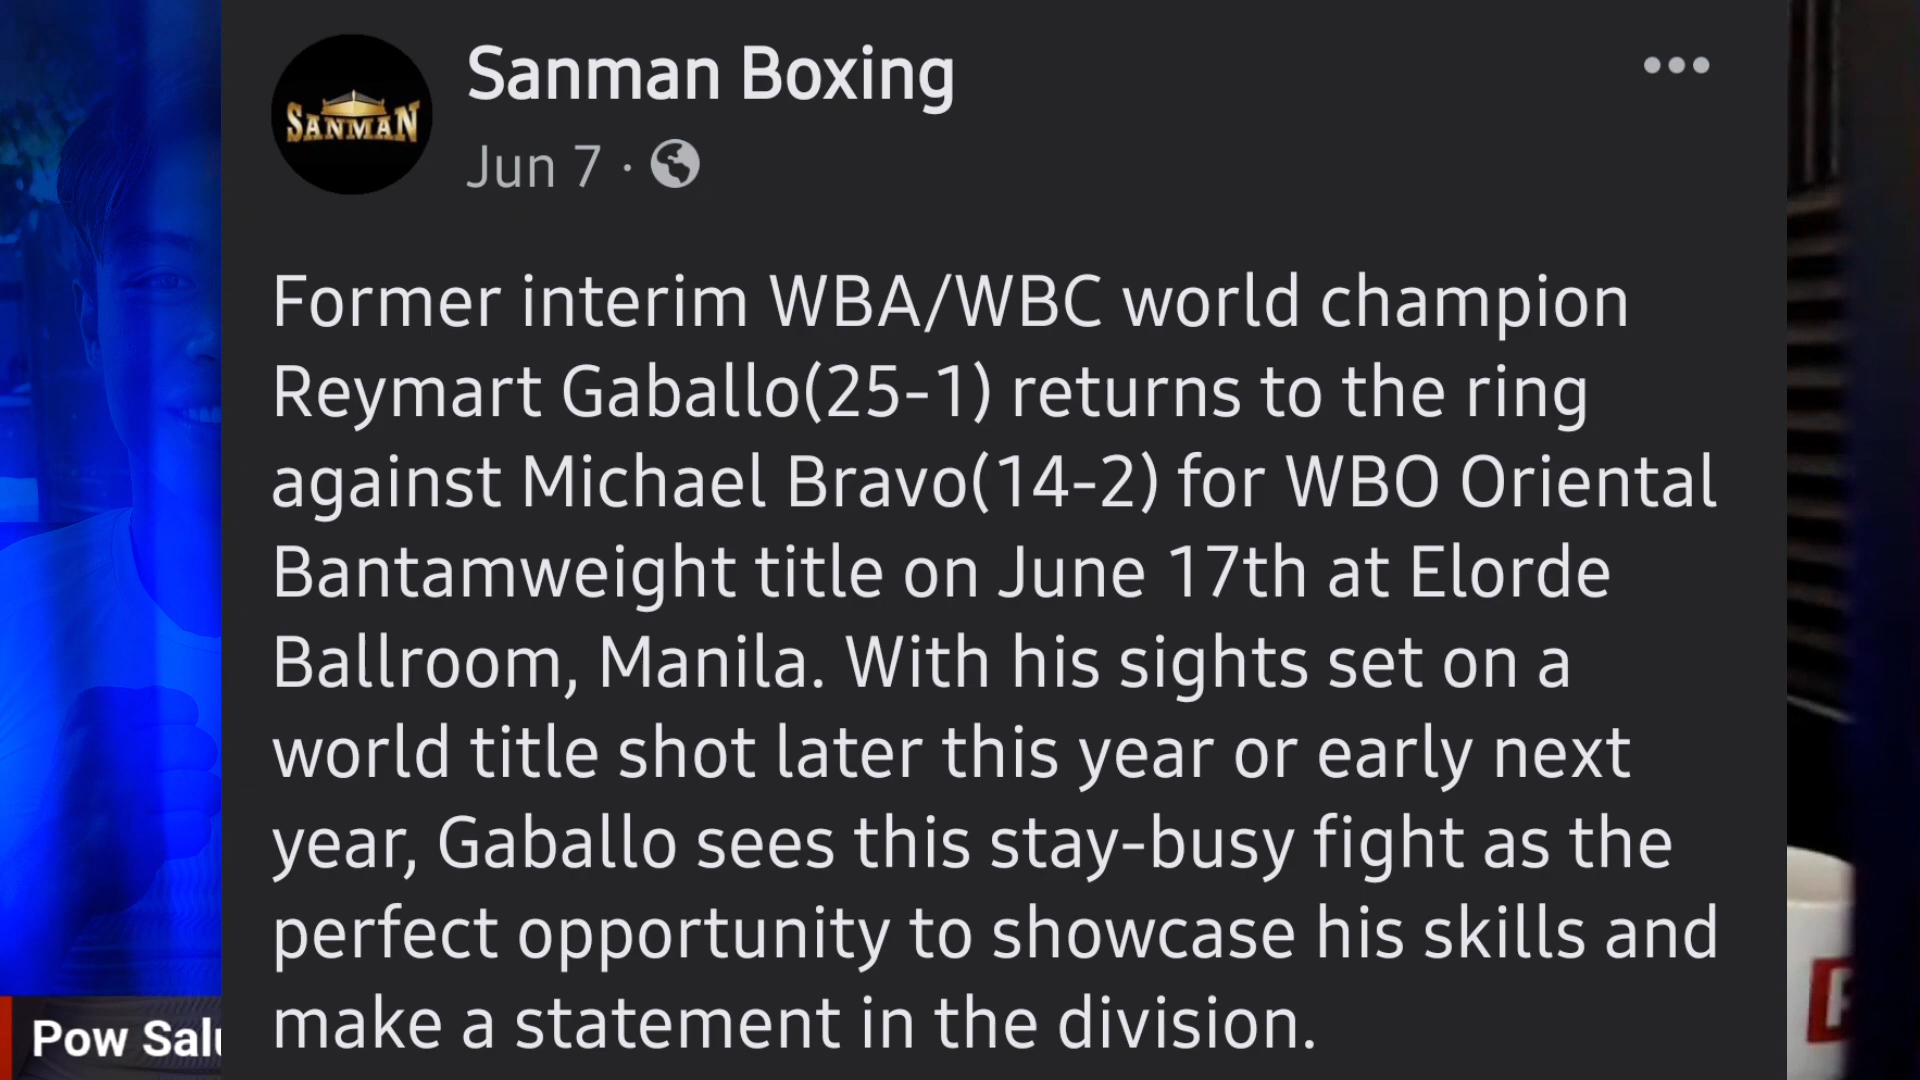 Sanman Boxing
SANMAN
Jun 7 ·
Former interim WBA/WBC world champion
Reymart Gaballo(25-1) returns to the ring
against Michael Bravo(14-2) for WBO Oriental
Bantamweight title on June 17th at Elorde
Ballroom, Manila. With his sights set on a
world title shot later this year or early next
year, Gaballo sees this stay-busy fight as the
perfect opportunity to showcase his skills and
make a statement in the division.
Pow